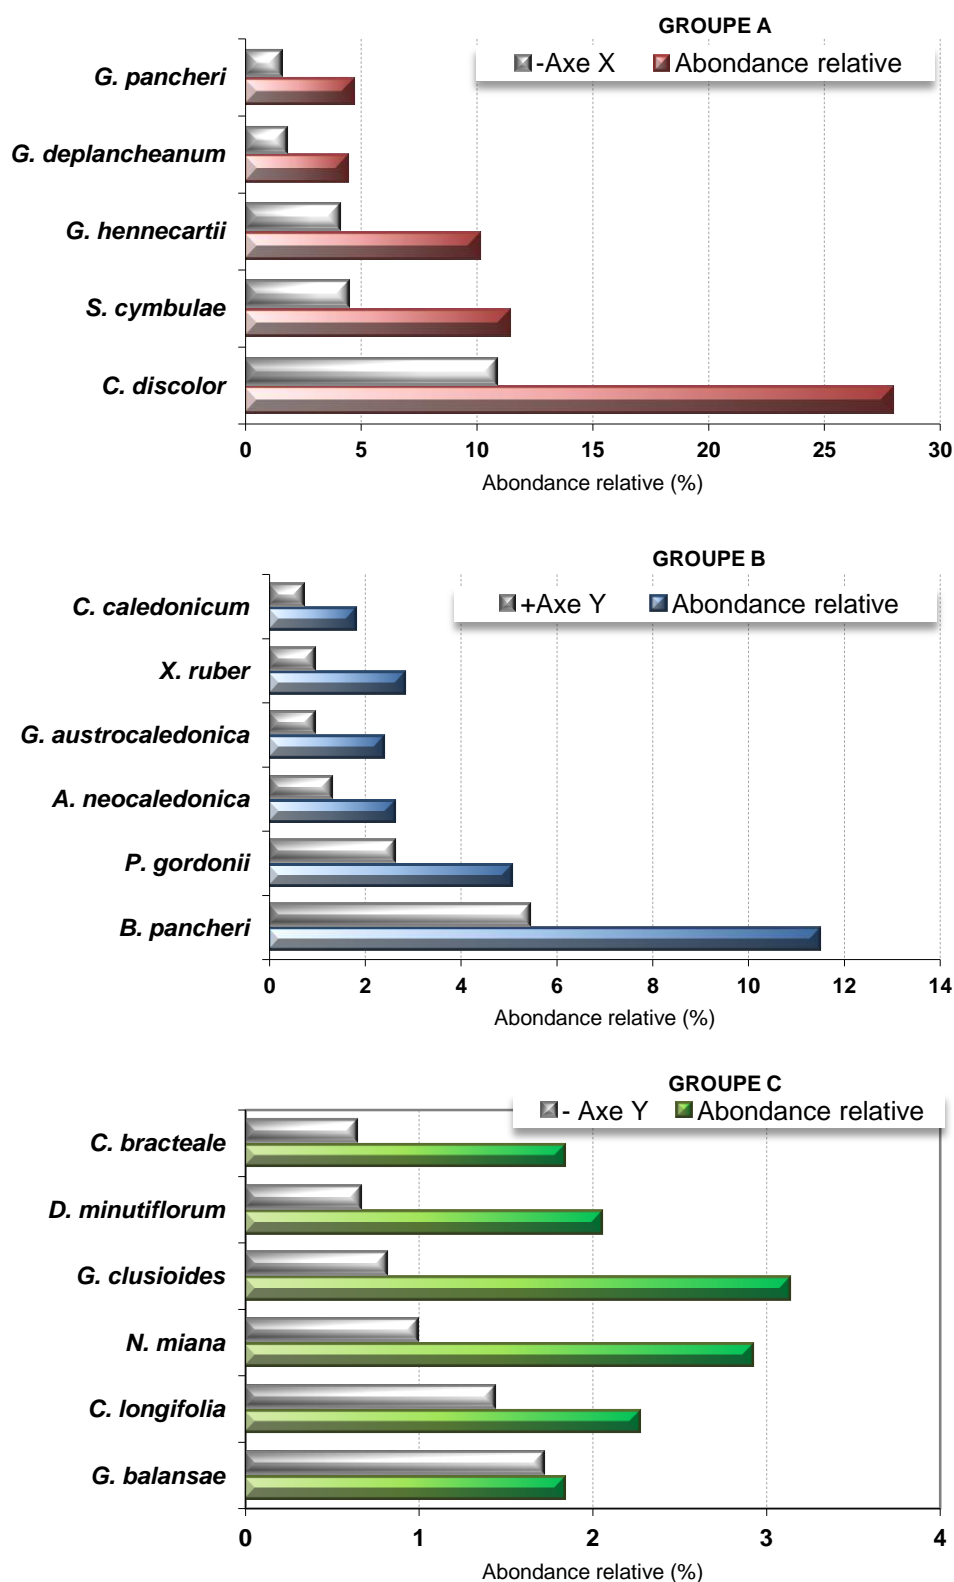 GROUPE A
-Axe X Abondance relative
G. pancheri
G. deplancheanum
G. hennecartii
S. cymbulae
C. discolor
0 5 10 15 20 25 30
Abondance relative (%)
GROUPE B
+Axe Y Abondance relative
C. caledonicum
X. ruber
G. austrocaledonica
A. neocaledonica
P. gordonii
B. pancheri
0 2 4 6 8 10 12 14
Abondance relative (%)
GROUPE C
- Axe Y Abondance relative
C. bracteale
D. minutiflorum
G. clusioides
N. miana
C. longifolia
G. balansae
0 1 2 3 4
Abondance relative (%)